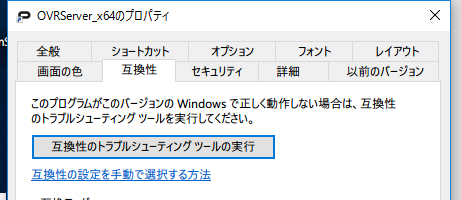 OVRServer_x64のプロパティ
全般 ショートカット オプション フォント レイアウト
画面の色 互換性 セキュリティ 詳細 以前のバージョン
このプログラムがこのバージョンの Windows で正しく動作しない場合は、互換性
のトラブルシューティング ツールを実行してください。
互換性のトラブルシューティング ツールの実行
互換性の設定を手動で選択する方法